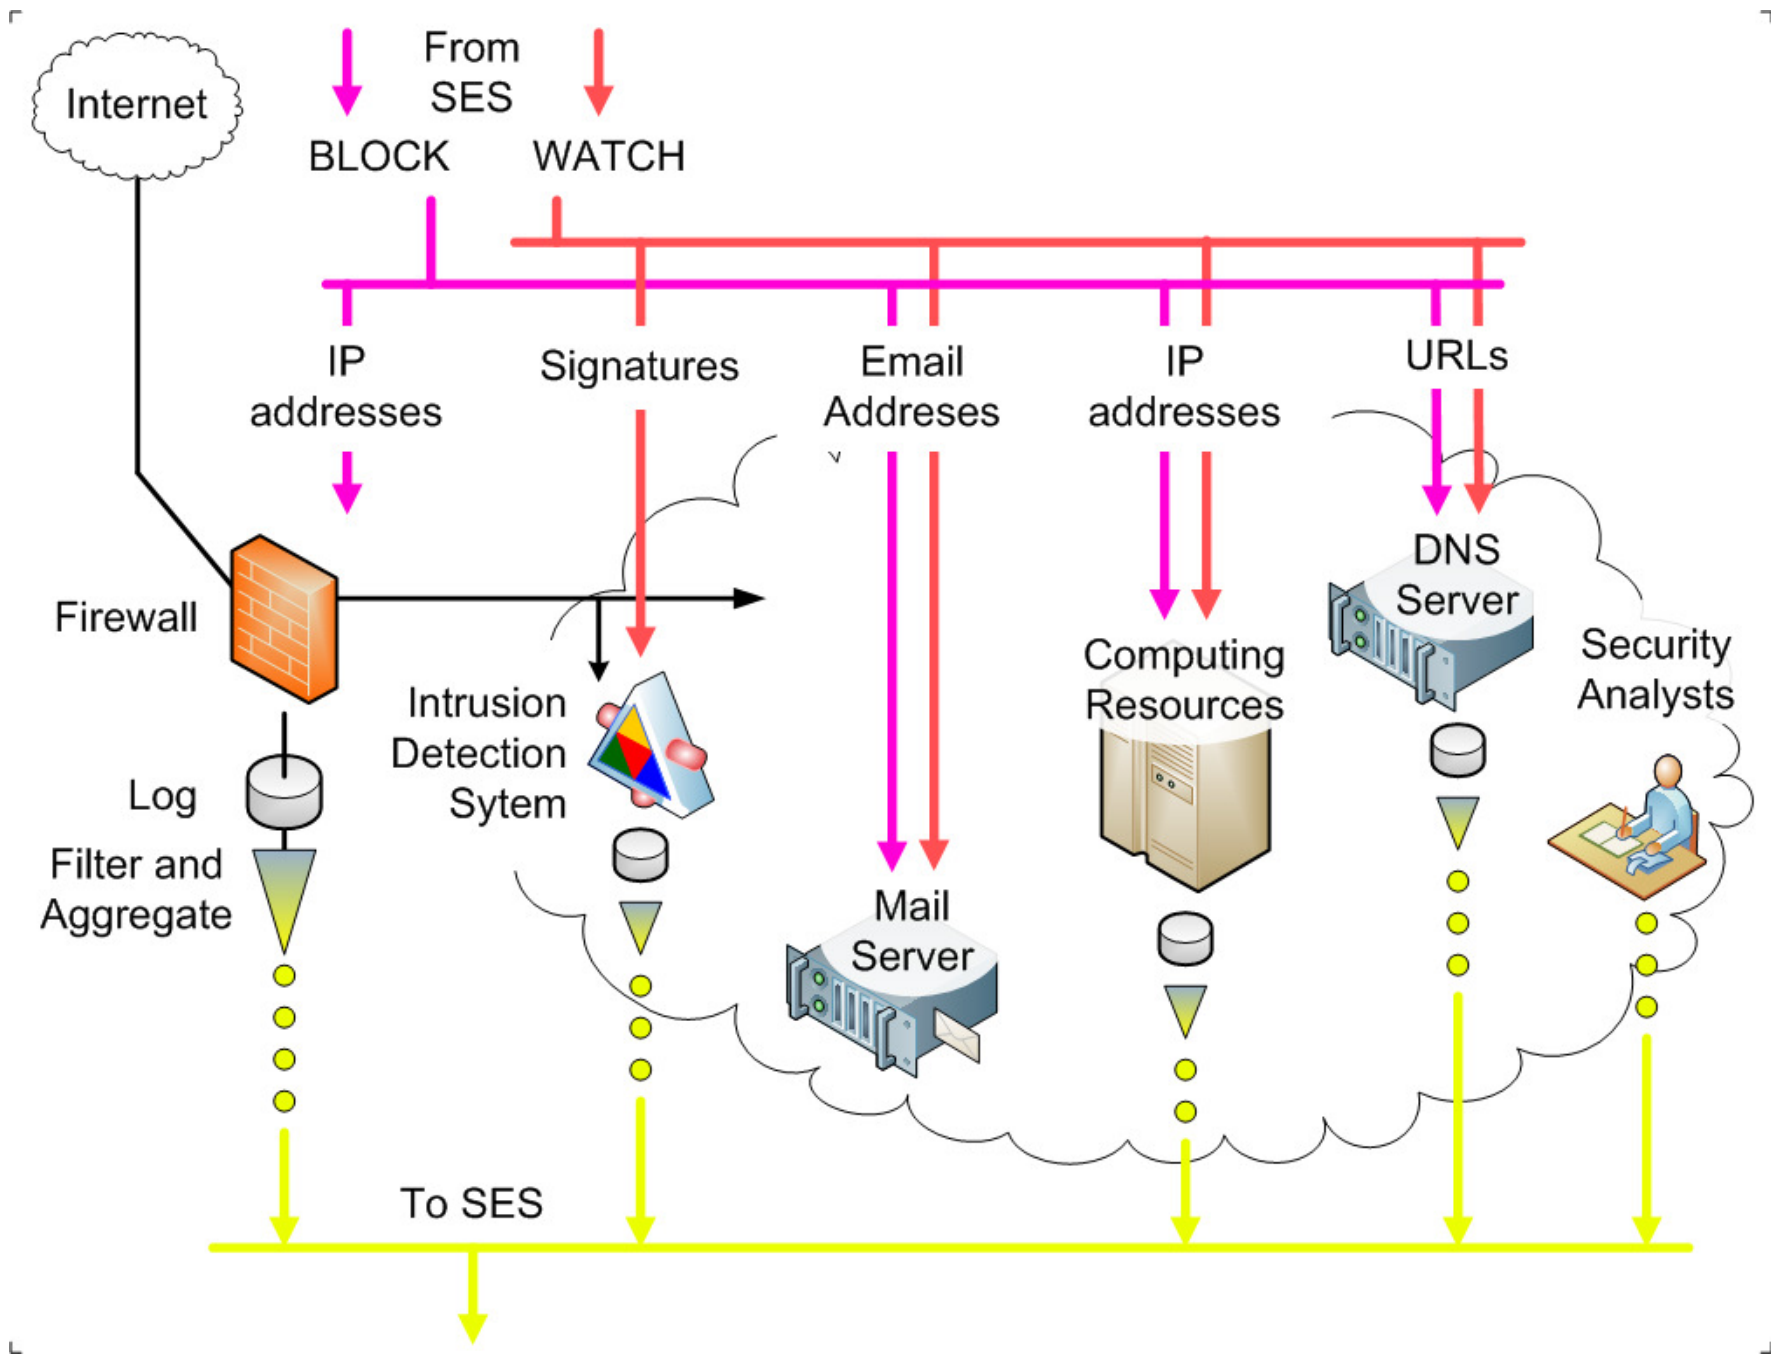 From
SES
Internet
BLOCK
WATCH
IP
addresses
Signatures
Email
Addreses
IP
addresses
URLs
DNS
Server
Firewall
Computing
Resources
Security
Analysts
Intrusion
Detection
Sytem
Log
Filter and
Aggregate
Mail
Server
To SES